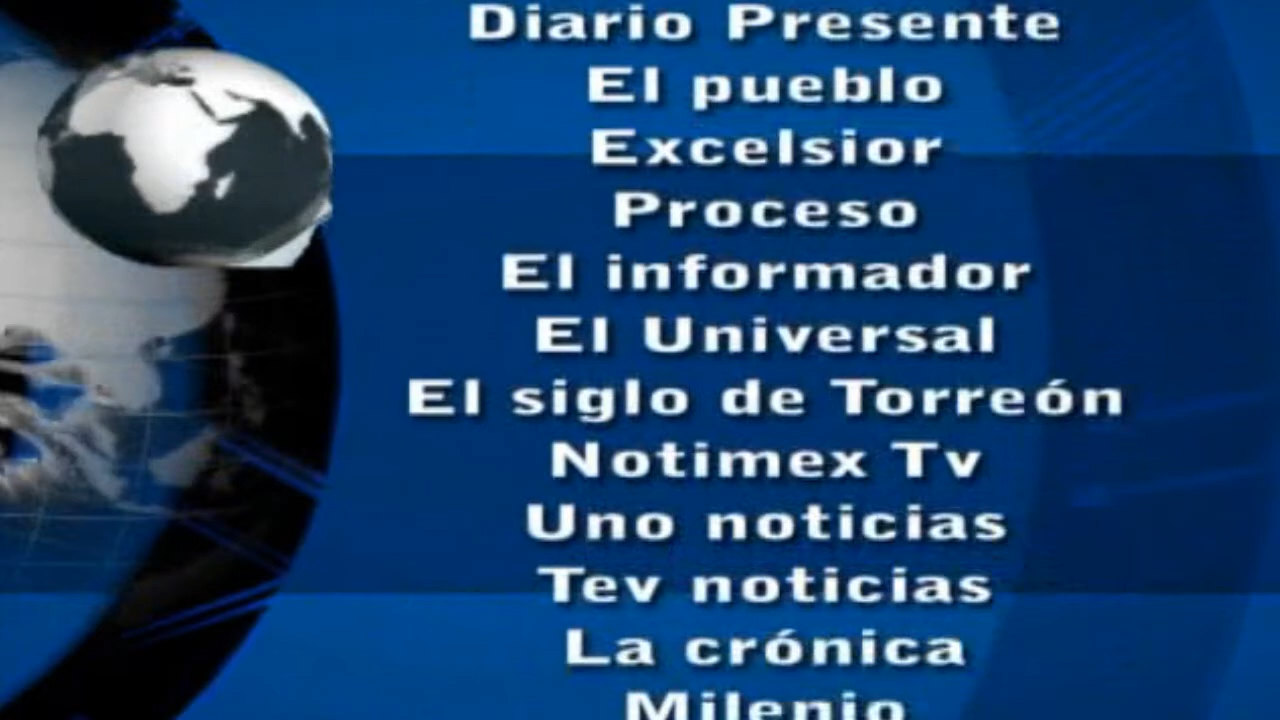 Diario Presente
El pueblo
Excelsior
Proceso
El informador
El Universal
El siglo de Torreón
Notimex Tv
Uno noticias
Tev noticias
La crónica
Milenio